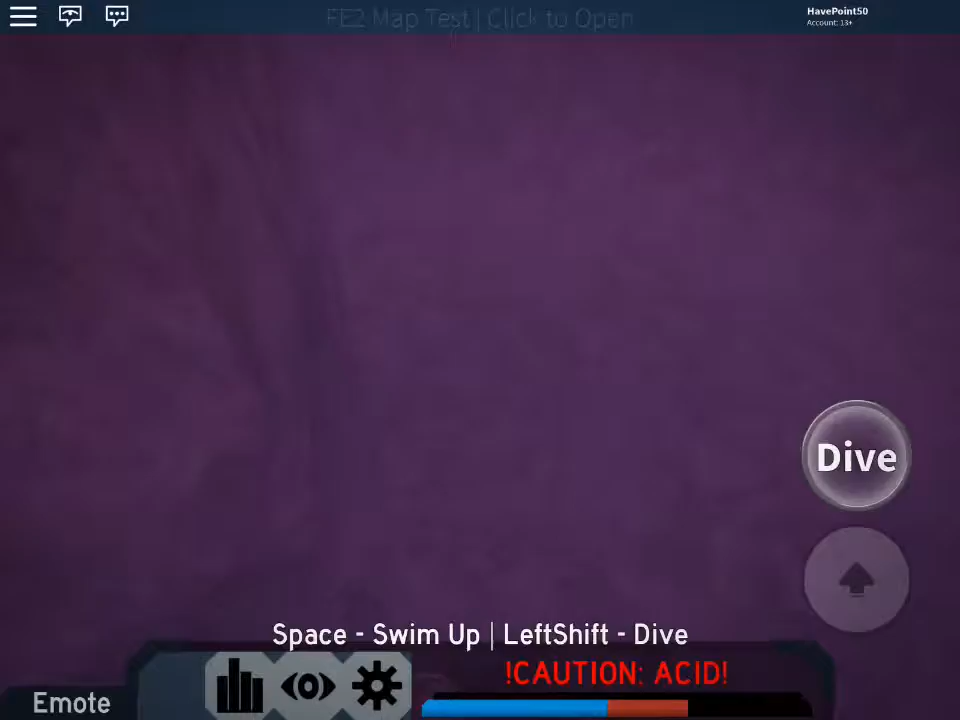 FE2 Map Test | Click to Open
HavePoint50
Account: 13+
Dive
Space - Swim Up | LeftShift - Dive
!CAUTION: ACID!
Emote